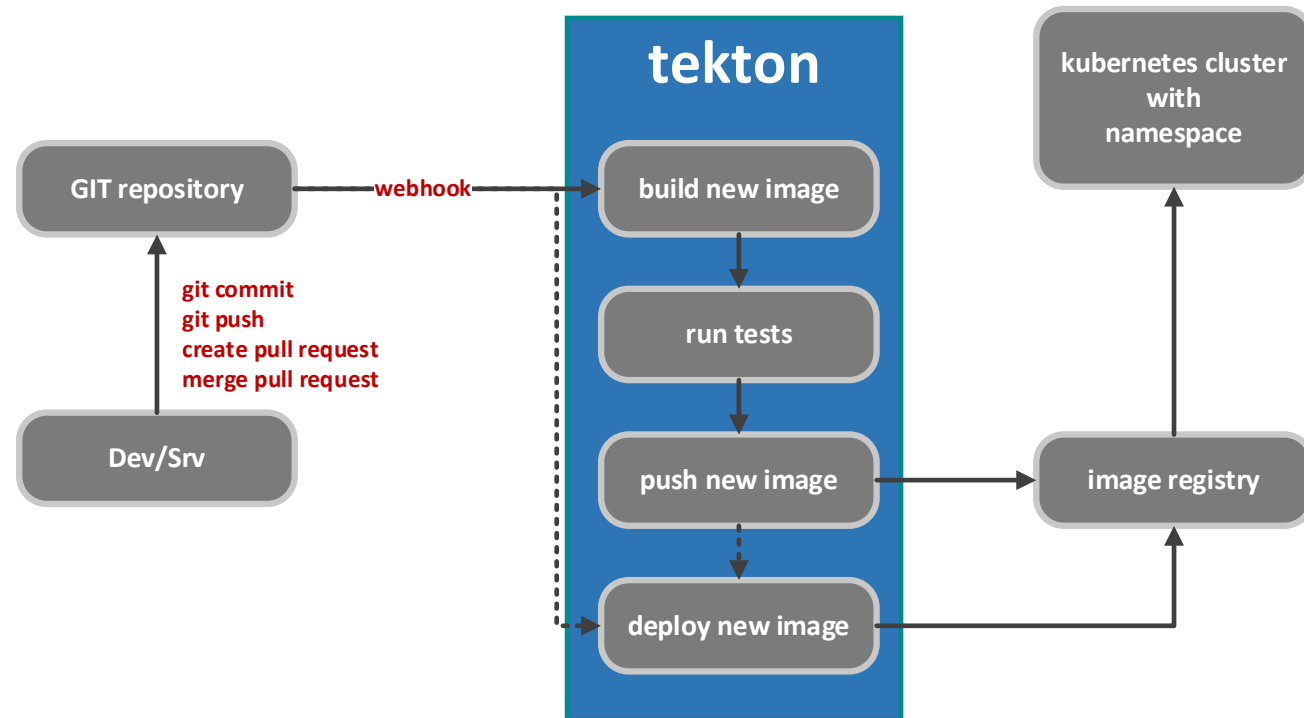 tekton
kubernetes cluster
with
namespace
GIT repository
webhook
build new image
git commit
git push
create pull request
merge pull request
run tests
Dev/Srv
push new image
image registry
deploy new image